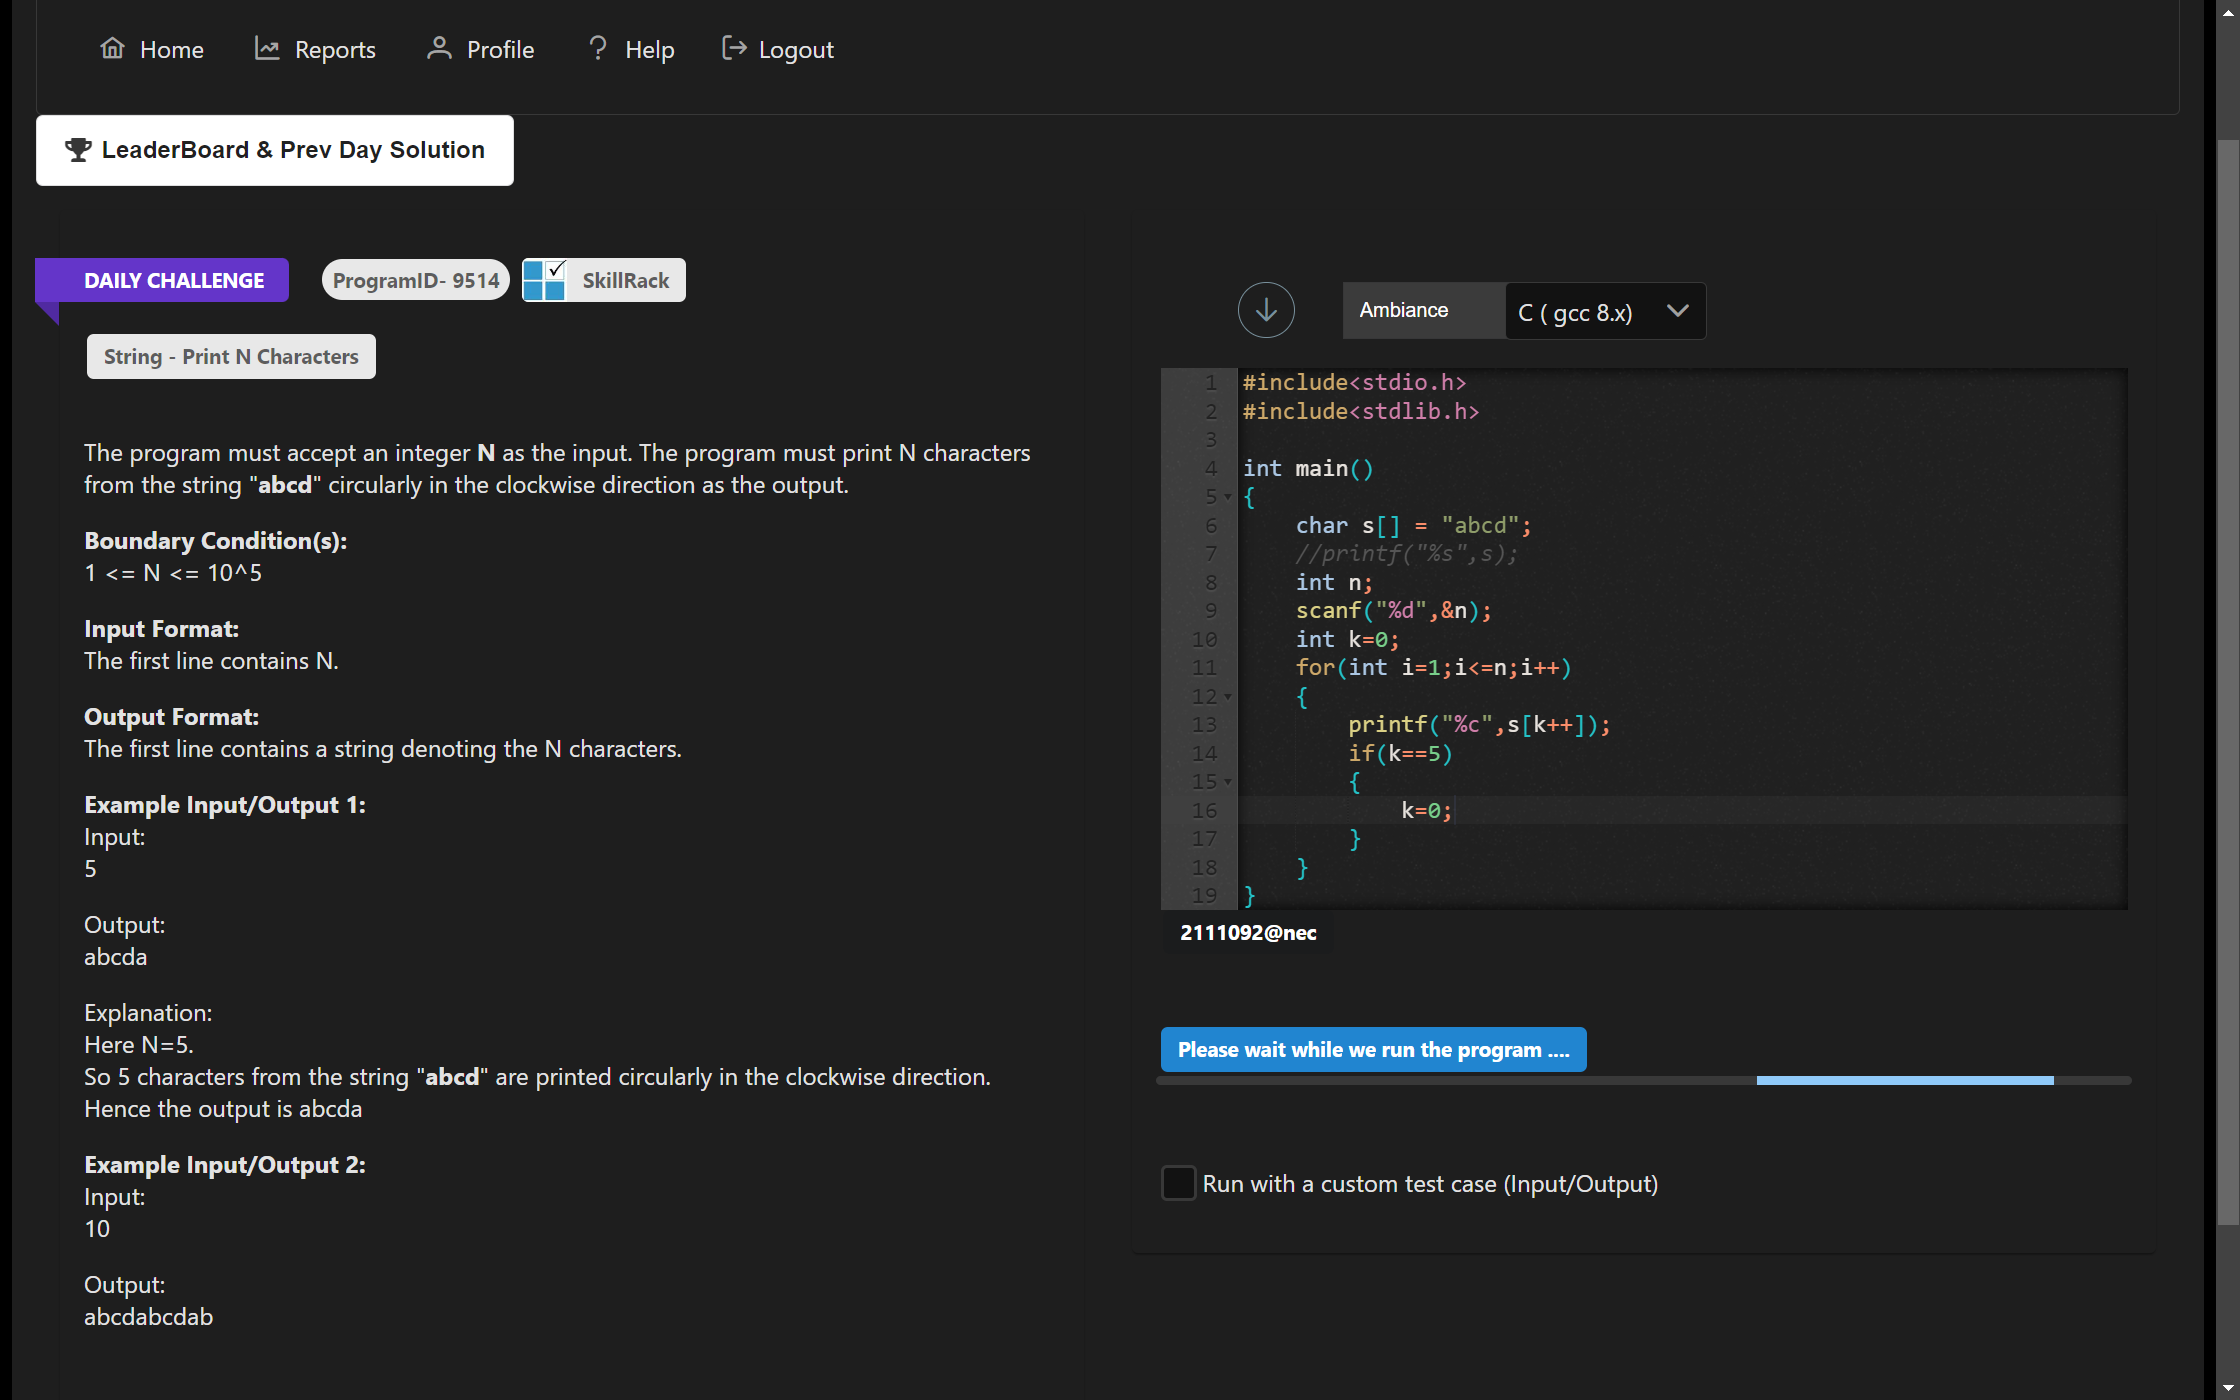 Home Reports Profile Help Logout
LeaderBoard & Prev Day Solution
DAILY CHALLENGE ProgramID- 9514 SkillRack
String - Print N Characters
The program must accept an integer N as the input. The program must print N characters
from the string "abcd" circularly in the clockwise direction as the output.
Boundary Condition(s):
1 <= N <= 10^5
Input Format:
The first line contains N.
Output Format:
The first line contains a string denoting the N characters.
Example Input/Output 1:
Input:
5
Output:
abcda
Explanation:
Here N=5.
So 5 characters from the string "abcd" are printed circularly in the clockwise direction.
Hence the output is abcda
Example Input/Output 2:
Input:
10
Output:
abcdabcdab
Ambiance C ( gcc 8.x)
1 #include<stdio.h>
2 #include<stdlib.h>
3
4 int main()
5 {
6     char s[] = "abcd";
7     //printf("%s",s);
8     int n;
9     scanf("%d",&n);
10     int k=0;
11     for(int i=1;i<=n;i++)
12     {
13         printf("%c",s[k++]);
14         if(k==5)
15         {
16             k=0;
17         }
18     }
19 }
2111092@nec
Please wait while we run the program ....
Run with a custom test case (Input/Output)